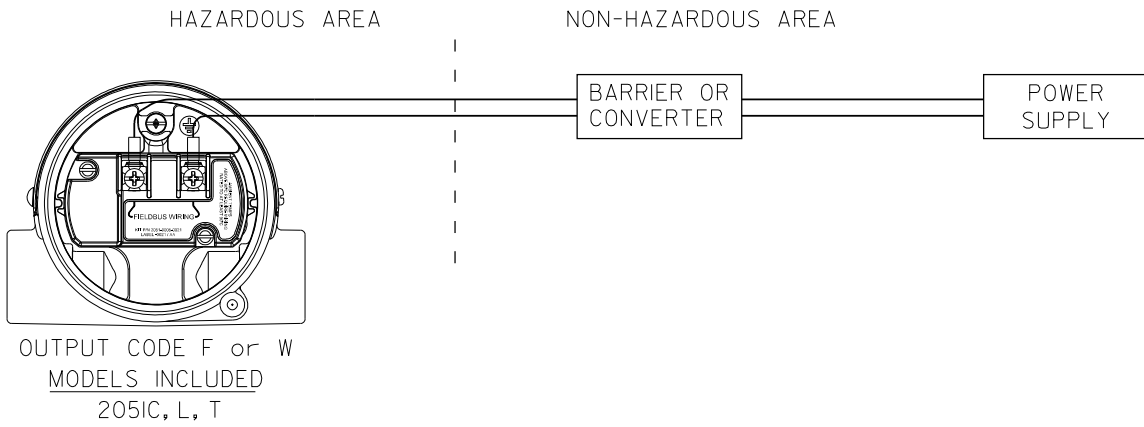 HAZARDOUS AREA
NON-HAZARDOUS AREA
BARRIER OR
CONVERTER
POWER
SUPPLY
FIELDBUS WIRING
OUTPUT CODE F or W
MODELS INCLUDED
2051C, L, T